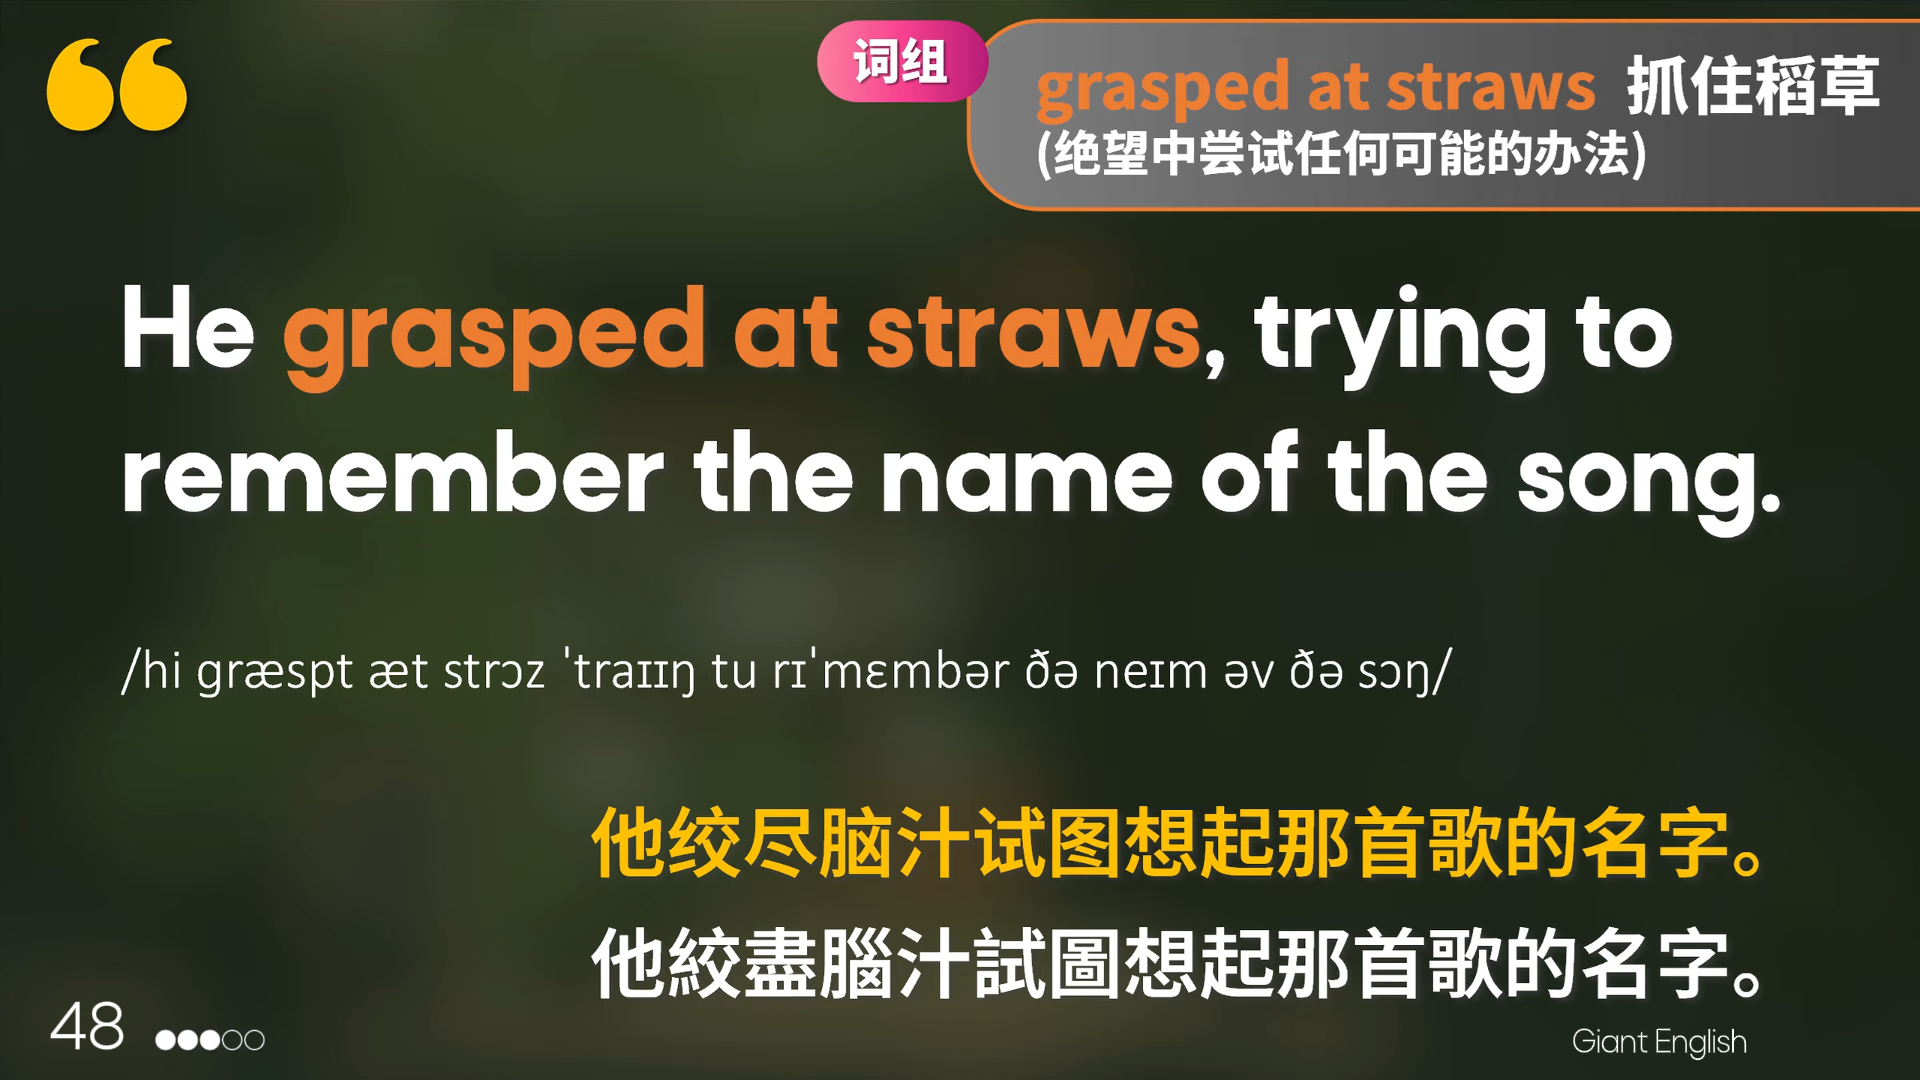 词组
grasped at straws 抓住稻草
(绝望中尝试任何可能的办法)
He grasped at straws, trying to
remember the name of the song.
/hi ɡræspt æt strɔz ˈtraɪɪŋ tu rɪˈmɛmbər ðə neɪm əv ðə sɔŋ/
他绞尽脑汁试图想起那首歌的名字。
他絞盡腦汁試圖想起那首歌的名字。
48
Giant English